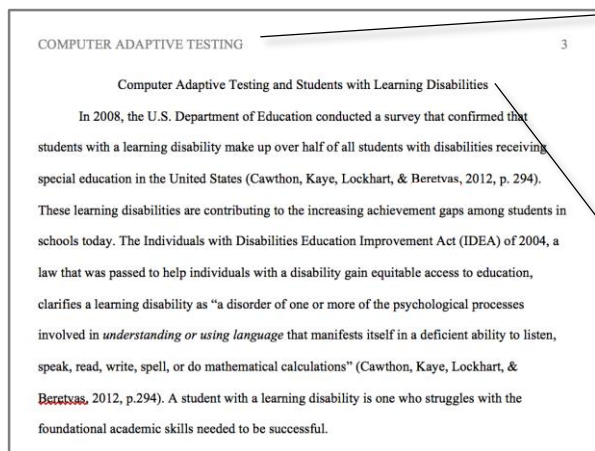 COMPUTER ADAPTIVE TESTING 3
Computer Adaptive Testing and Students with Learning Disabilities
In 2008, the U.S. Department of Education conducted a survey that confirmed that
students with a learning disability make up over half of all students with disabilities receiving
special education in the United States (Cawthon, Kaye, Lockhart, & Beretvas, 2012, p. 294).
These learning disabilities are contributing to the increasing achievement gaps among students in
schools today. The Individuals with Disabilities Education Improvement Act (IDEA) of 2004, a
law that was passed to help individuals with a disability gain equitable access to education,
clarifies a learning disability as “a disorder of one or more of the psychological processes
involved in understanding or using language that manifests itself in a deficient ability to listen,
speak, read, write, spell, or do mathematical calculations” (Cawthon, Kaye, Lockhart, &
Beretvas, 2012, p.294). A student with a learning disability is one who struggles with the
foundational academic skills needed to be successful.